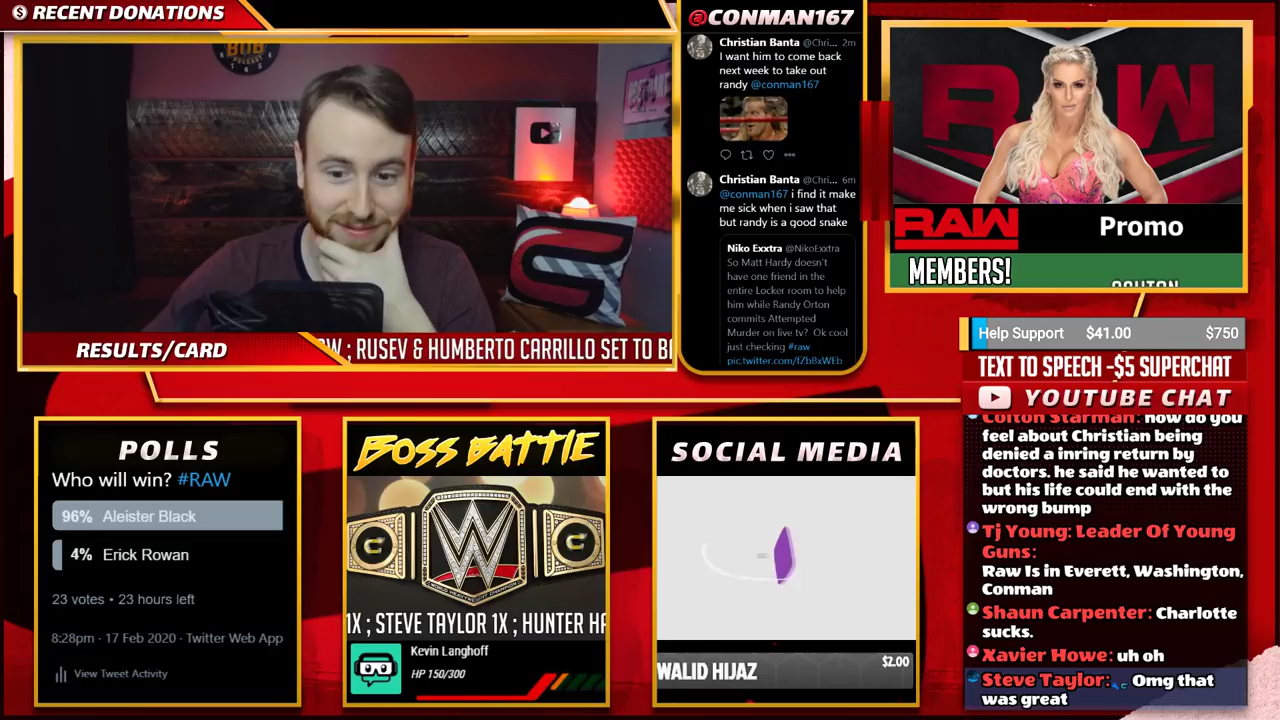 RECENT DONATIONS
BOB
PODCAST
RESULTS/CARD
; RUSEV & HUMBERTO CARRILLO SET TO
@CONMAN167
Christian Banta @Chri... 2m
I want him to come back
next week to take out
randy @conman167
Christian Banta @Chri... 6m
@conman167 i find it make
me sick when i saw that
but randy is a good snake
Niko Exxtra @NikoExxtra
So Matt Hardy doesn't
have one friend in the
entire Locker room to help
him while Randy Orton
commits Attempted
Murder on live tv? Ok cool
just checking #raw
pic.twitter.com/fZbBxWEb
RAW
RAW
Promo
MEMBERS!
Help Support $41.00 $750
TEXT TO SPEECH -$5 SUPERCHAT
YOUTUBE CHAT
Colton Starman: how do you
feel about Christian being
denied a inring return by
doctors. he said he wanted to
but his life could end with the
wrong bump
Tj Young: Leader Of Young
Guns:
Raw Is in Everett, Washington,
Conman
Shaun Carpenter: Charlotte
sucks.
Xavier Howe: uh oh
Steve Taylor: Omg that
was great
POLLS
Who will win? #RAW
96% Aleister Black
4% Erick Rowan
23 votes • 23 hours left
8:28pm · 17 Feb 2020 · Twitter Web App
View Tweet Activity
BOSS BATTLE
1X ; STEVE TAYLOR 1X ; HUNTER
Kevin Langhoff
HP 150/300
SOCIAL MEDIA
WALID HIJAZ
$2.00